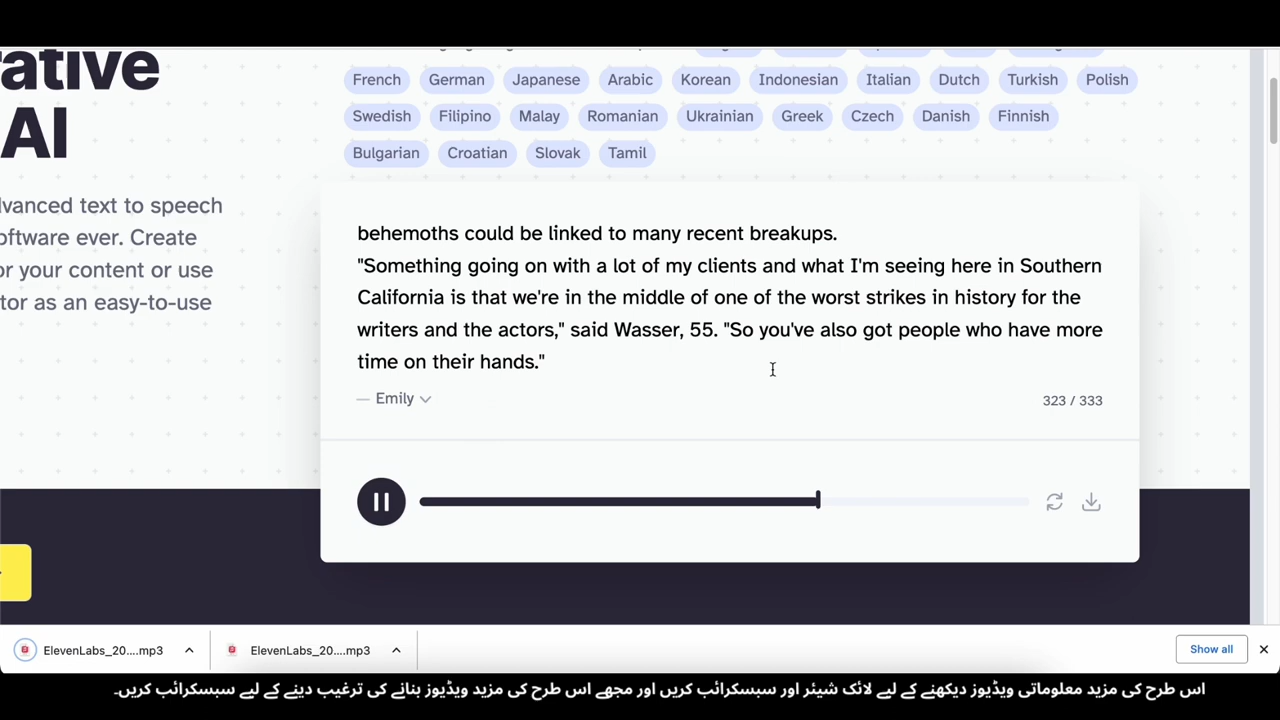 rative
AI
dvanced text to speech
oftware ever. Create
or your content or use
tor as an easy-to-use
French German Japanese Arabic Korean Indonesian Italian Dutch Turkish Polish
Swedish Filipino Malay Romanian Ukrainian Greek Czech Danish Finnish
Bulgarian Croatian Slovak Tamil
behemoths could be linked to many recent breakups.
"Something going on with a lot of my clients and what I'm seeing here in Southern
California is that we're in the middle of one of the worst strikes in history for the
writers and the actors," said Wasser, 55. "So you've also got people who have more
time on their hands."
— Emily
323 / 333
ElevenLabs_20....mp3
ElevenLabs_20....mp3
Show all
اس طرح کی مزید معلوماتی ویڈیوز دیکھنے کے لیے لائک شیئر اور سبسکرائب کریں اور مجھے اس طرح کی مزید ویڈیوز بنانے کی ترغیب دینے کے لیے سبسکرائب کریں۔